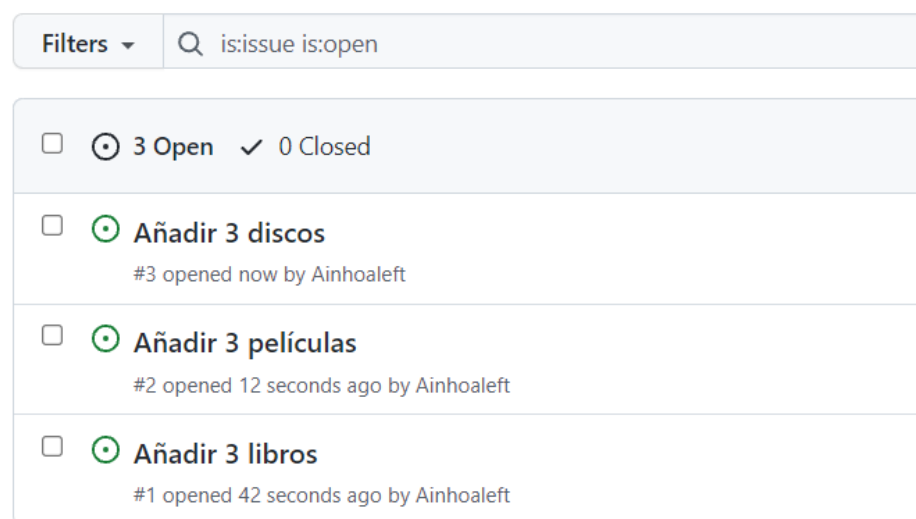 Filters is:issue is:open
3 Open 0 Closed
Añadir 3 discos
#3 opened now by Ainhoaleft
Añadir 3 películas
#2 opened 12 seconds ago by Ainhoaleft
Añadir 3 libros
#1 opened 42 seconds ago by Ainhoaleft